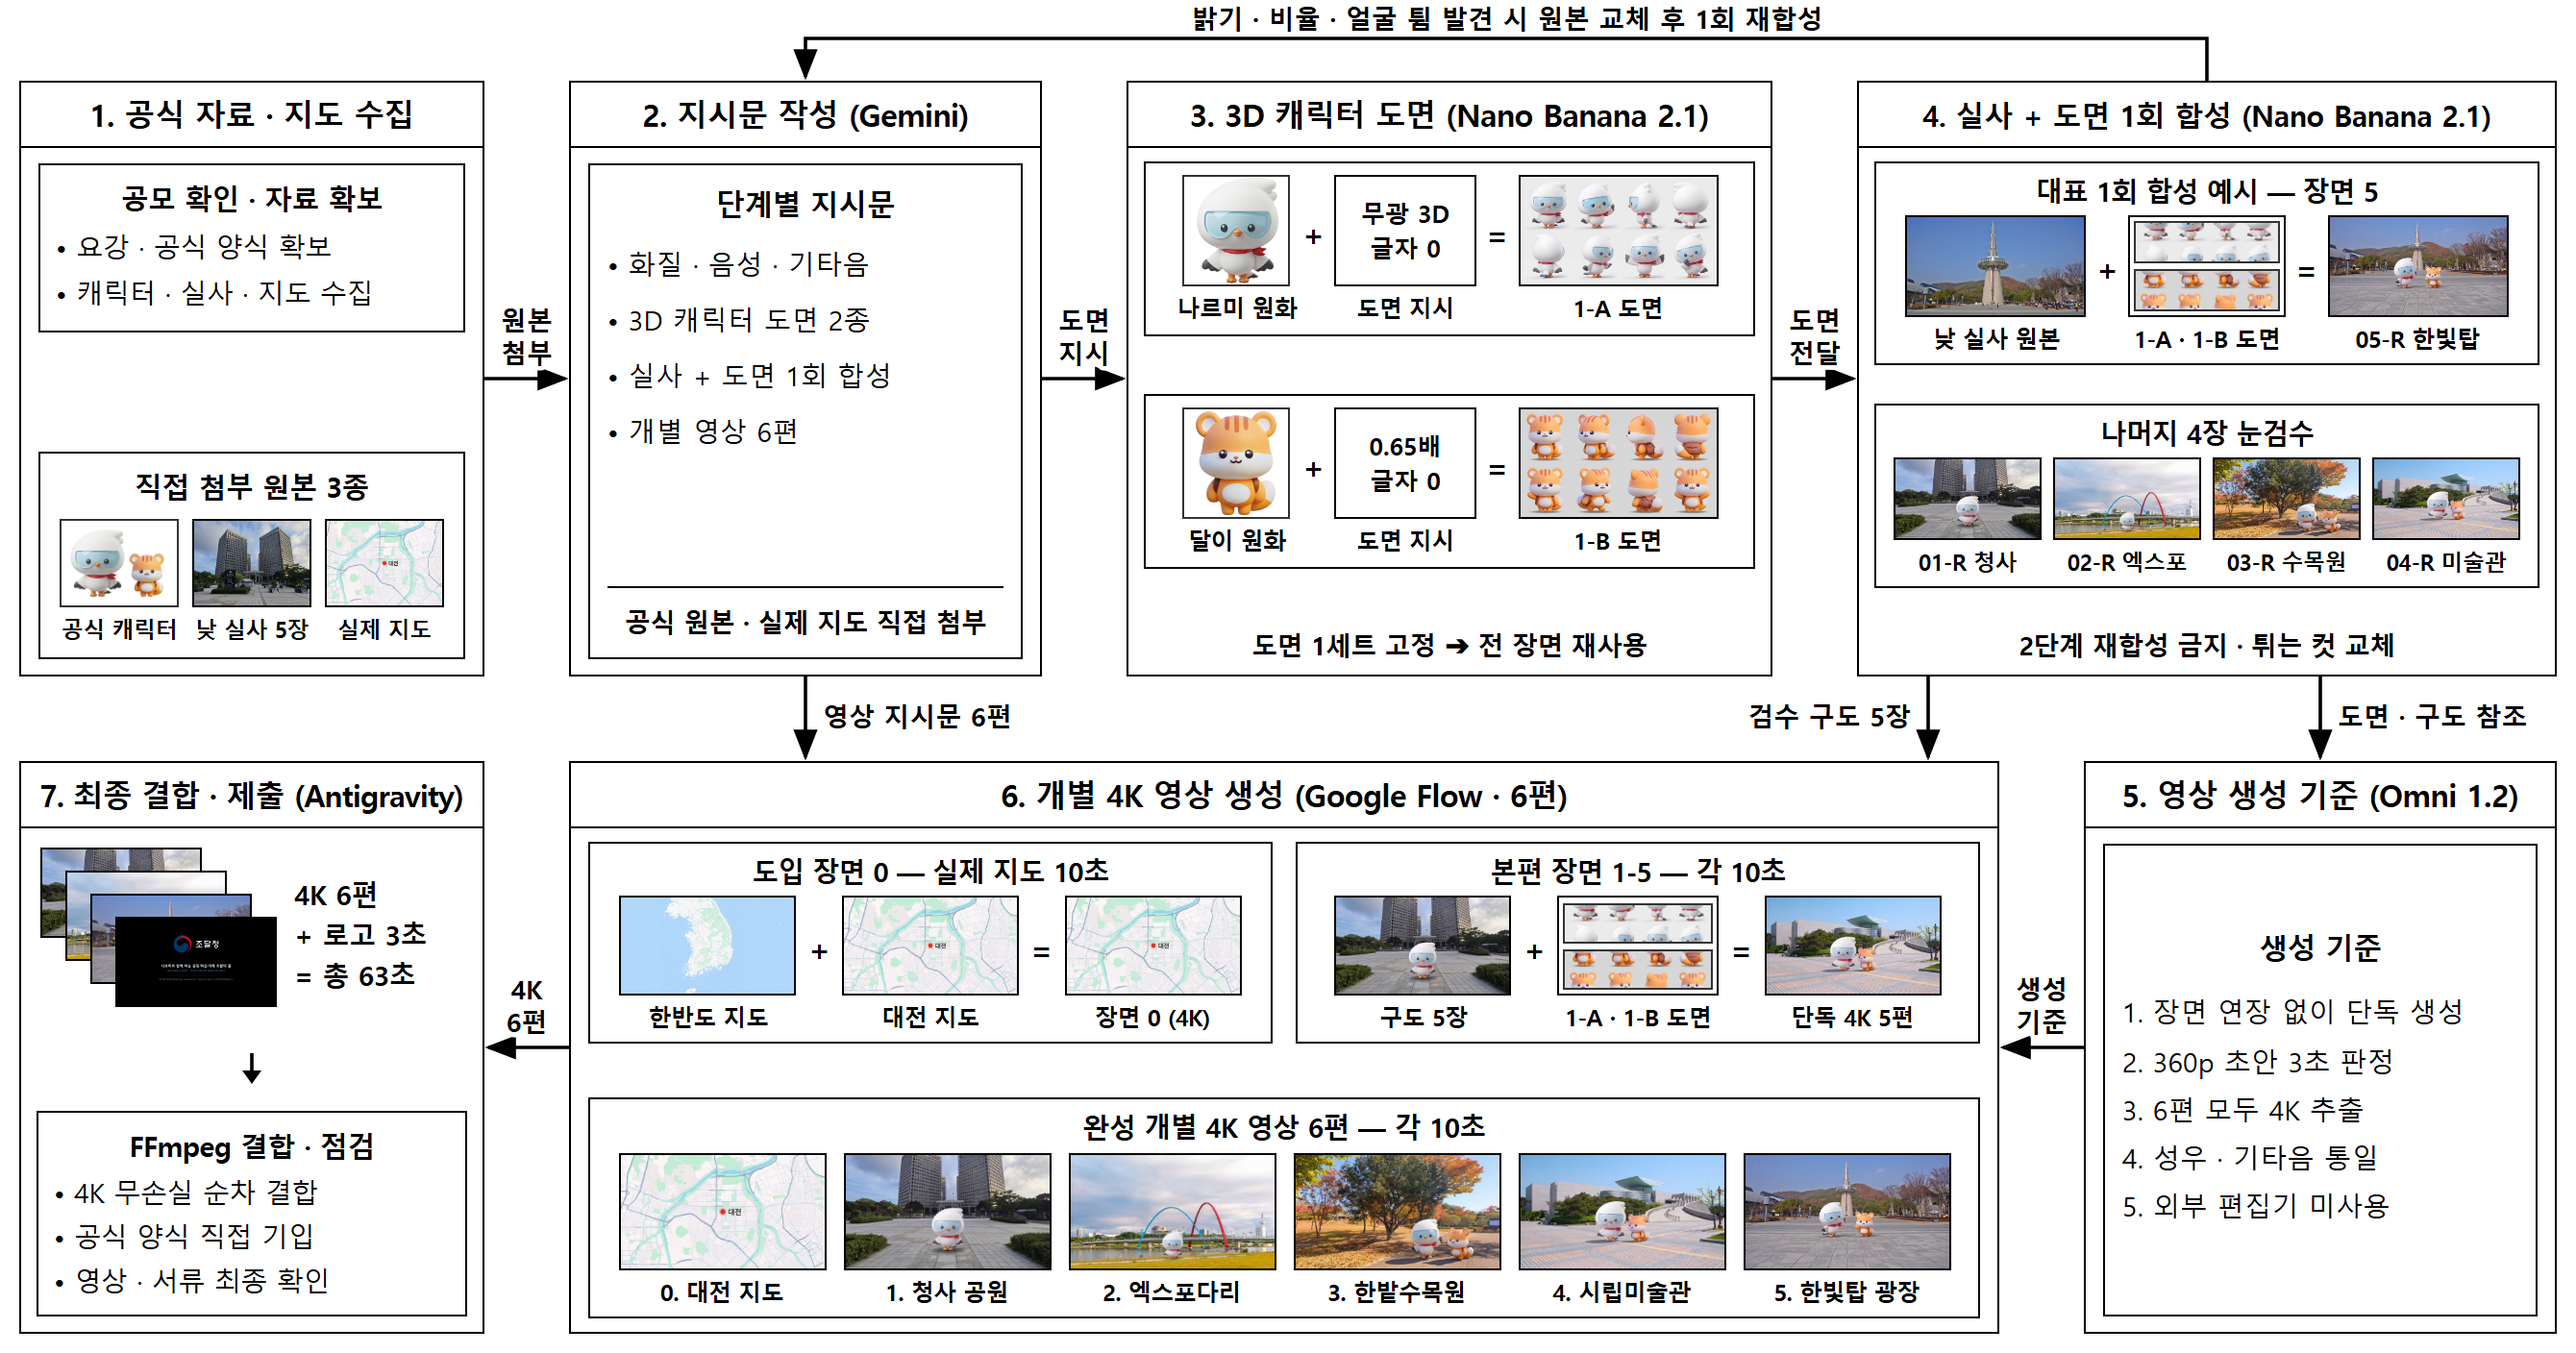 밝기 · 비율 · 얼굴 튐 발견 시 원본 교체 후 1회 재합성
1. 공식 자료 · 지도 수집
공모 확인 · 자료 확보
• 요강 · 공식 양식 확보
• 캐릭터 · 실사 · 지도 수집
직접 첨부 원본 3종
대전
공식 캐릭터
낮 실사 5장
실제 지도
원본
첨부
2. 지시문 작성 (Gemini)
단계별 지시문
• 화질 · 음성 · 기타음
• 3D 캐릭터 도면 2종
• 실사 + 도면 1회 합성
• 개별 영상 6편
공식 원본 · 실제 지도 직접 첨부
도면
지시
3. 3D 캐릭터 도면 (Nano Banana 2.1)
+
무광 3D
글자 0
=
나르미 원화
도면 지시
1-A 도면
+
0.65배
글자 0
=
달이 원화
도면 지시
1-B 도면
도면 1세트 고정 ➔ 전 장면 재사용
도면
전달
4. 실사 + 도면 1회 합성 (Nano Banana 2.1)
대표 1회 합성 예시 — 장면 5
+
=
낮 실사 원본
1-A · 1-B 도면
05-R 한빛탑
나머지 4장 눈검수
01-R 청사
02-R 엑스포
03-R 수목원
04-R 미술관
2단계 재합성 금지 · 튀는 컷 교체
영상 지시문 6편
검수 구도 5장
도면 · 구도 참조
7. 최종 결합 · 제출 (Antigravity)
조달청
4K 6편
+ 로고 3초
= 총 63초
FFmpeg 결합 · 점검
• 4K 무손실 순차 결합
• 공식 양식 직접 기입
• 영상 · 서류 최종 확인
4K
6편
6. 개별 4K 영상 생성 (Google Flow · 6편)
도입 장면 0 — 실제 지도 10초
+
대전
=
대전
한반도 지도
대전 지도
장면 0 (4K)
본편 장면 1-5 — 각 10초
+
=
구도 5장
1-A · 1-B 도면
단독 4K 5편
완성 개별 4K 영상 6편 — 각 10초
대전
0. 대전 지도
1. 청사 공원
2. 엑스포다리
3. 한밭수목원
4. 시립미술관
5. 한빛탑 광장
생성
기준
5. 영상 생성 기준 (Omni 1.2)
생성 기준
1. 장면 연장 없이 단독 생성
2. 360p 초안 3초 판정
3. 6편 모두 4K 추출
4. 성우 · 기타음 통일
5. 외부 편집기 미사용